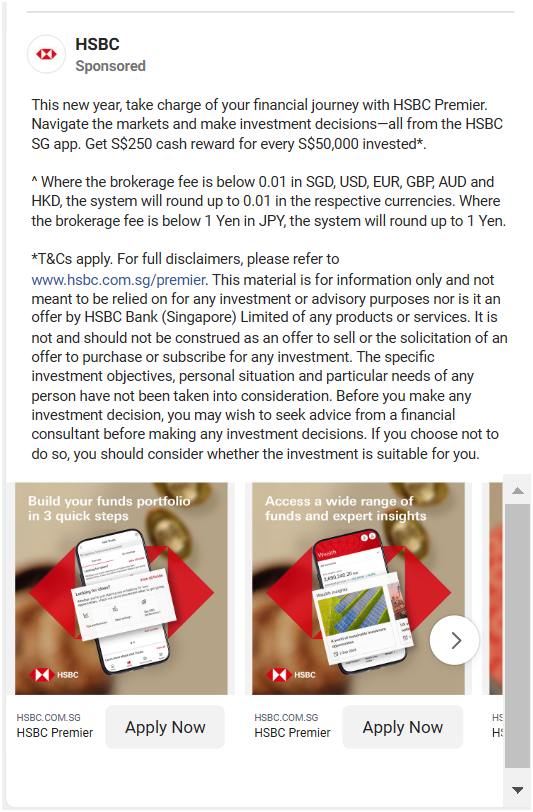 HSBC
Sponsored
This new year, take charge of your financial journey with HSBC Premier.
Navigate the markets and make investment decisions—all from the HSBC
SG app. Get S$250 cash reward for every S$50,000 invested*.
^ Where the brokerage fee is below 0.01 in SGD, USD, EUR, GBP, AUD and
HKD, the system will round up to 0.01 in the respective currencies. Where
the brokerage fee is below 1 Yen in JPY, the system will round up to 1 Yen.
*T&Cs apply. For full disclaimers, please refer to
www.hsbc.com.sg/premier. This material is for information only and not
meant to be relied on for any investment or advisory purposes nor is it an
offer by HSBC Bank (Singapore) Limited of any products or services. It is
not and should not be construed as an offer to sell or the solicitation of an
offer to purchase or subscribe for any investment. The specific
investment objectives, personal situation and particular needs of any
person have not been taken into consideration. Before you make any
investment decision, you may wish to seek advice from a financial
consultant before making any investment decisions. If you choose not to
do so, you should consider whether the investment is suitable for you.
Build your funds portfolio
in 3 quick steps
Looking for ideas?
HSBC
Access a wide range of
funds and expert insights
Wealth
Wealth insights
HSBC
HSBC.COM.SG
HSBC Premier
Apply Now
HSBC.COM.SG
HSBC Premier
Apply Now